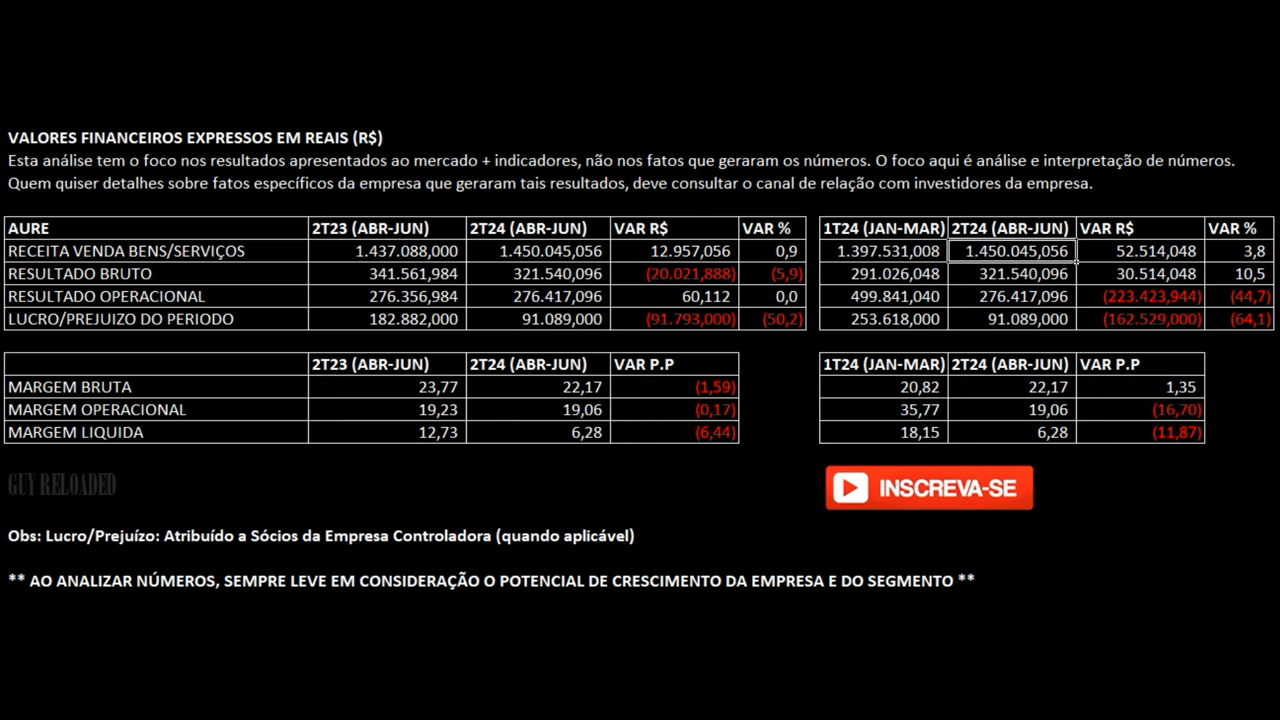 VALORES FINANCEIROS EXPRESSOS EM REAIS (R$)
Esta análise tem o foco nos resultados apresentados ao mercado + indicadores, não nos fatos que geraram os números. O foco aqui é análise e interpretação de números.
Quem quiser detalhes sobre fatos específicos da empresa que geraram tais resultados, deve consultar o canal de relação com investidores da empresa.
AURE 2T23 (ABR-JUN) 2T24 (ABR-JUN) VAR R$ VAR % 1T24 (JAN-MAR) 2T24 (ABR-JUN) VAR R$ VAR %
RECEITA VENDA BENS/SERVIÇOS 1.437.088,000 1.450.045,056 12.957,056 0,9 1.397.531,008 1.450.045,056 52.514,048 3,8
RESULTADO BRUTO 341.561,984 321.540,096 (20.021,888) (5,9) 291.026,048 321.540,096 30.514,048 10,5
RESULTADO OPERACIONAL 276.356,984 276.417,096 60,112 0,0 499.841,040 276.417,096 (223.423,944) (44,7)
LUCRO/PREJUIZO DO PERIODO 182.882,000 91.089,000 (91.793,000) (50,2) 253.618,000 91.089,000 (162.529,000) (64,1)
2T23 (ABR-JUN) 2T24 (ABR-JUN) VAR P.P 1T24 (JAN-MAR) 2T24 (ABR-JUN) VAR P.P
MARGEM BRUTA 23,77 22,17 (1,59) 20,82 22,17 1,35
MARGEM OPERACIONAL 19,23 19,06 (0,17) 35,77 19,06 (16,70)
MARGEM LIQUIDA 12,73 6,28 (6,44) 18,15 6,28 (11,87)
GUY RELOADED
INSCREVA-SE
Obs: Lucro/Prejuízo: Atribuído a Sócios da Empresa Controladora (quando aplicável)
** AO ANALIZAR NÚMEROS, SEMPRE LEVE EM CONSIDERAÇÃO O POTENCIAL DE CRESCIMENTO DA EMPRESA E DO SEGMENTO **